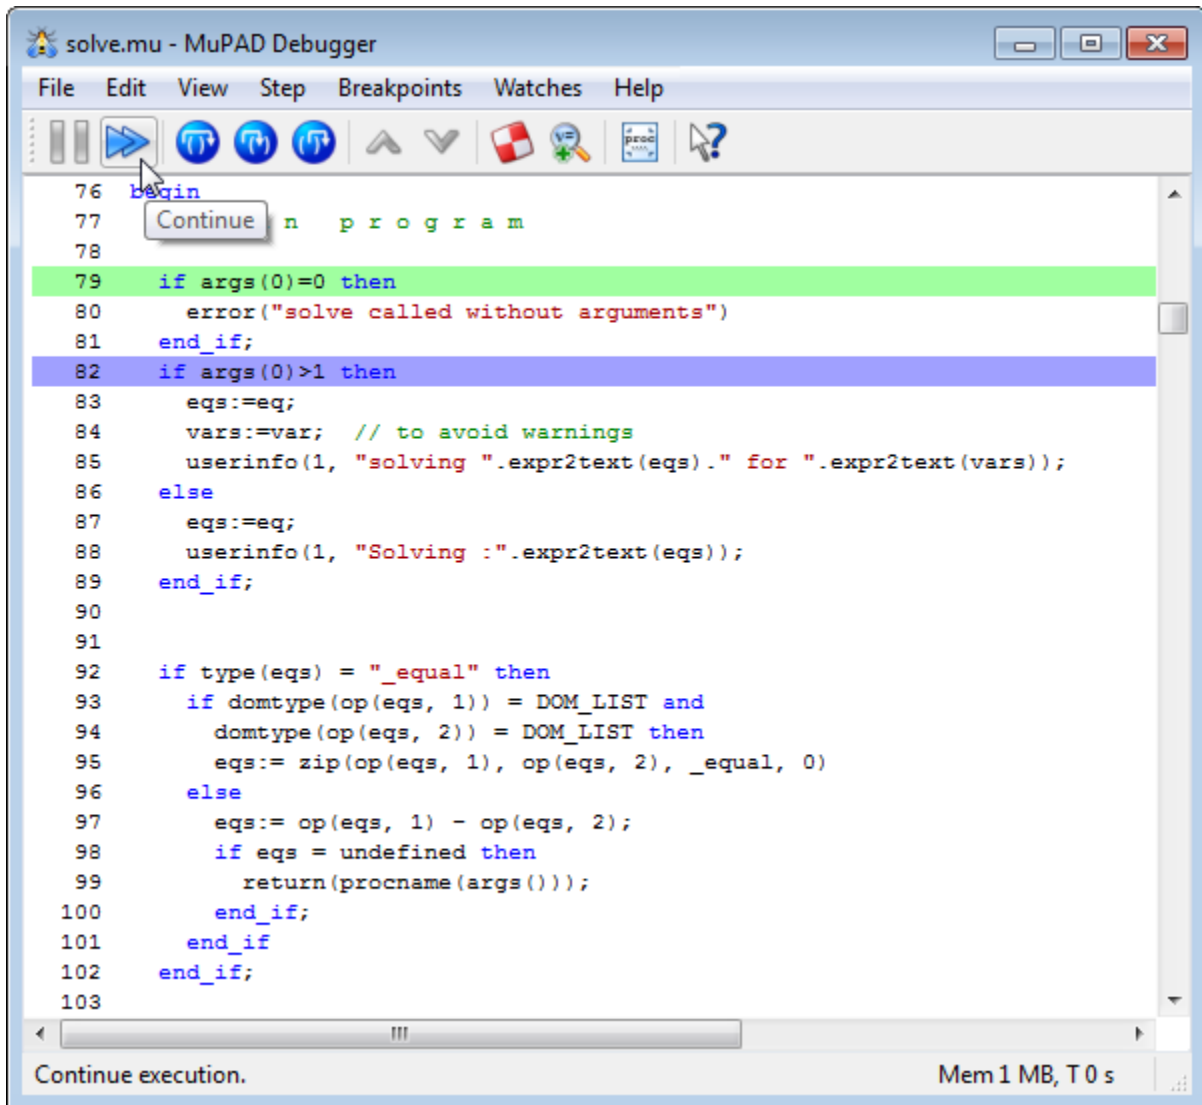 solve.mu - MuPAD Debugger
File Edit View Step Breakpoints Watches Help
proc
76 begin
Continue
77 n p r o g r a m
78
79 if args(0)=0 then
80 error("solve called without arguments")
81 end_if;
82 if args(0)>1 then
83 eqs:=eq;
84 vars:=var; // to avoid warnings
85 userinfo(1, "solving ".expr2text(eqs)." for ".expr2text(vars));
86 else
87 eqs:=eq;
88 userinfo(1, "Solving :".expr2text(eqs));
89 end_if;
90
91
92 if type(eqs) = "_equal" then
93 if domtype(op(eqs, 1)) = DOM_LIST and
94 domtype(op(eqs, 2)) = DOM_LIST then
95 eqs:= zip(op(eqs, 1), op(eqs, 2), _equal, 0)
96 else
97 eqs:= op(eqs, 1) - op(eqs, 2);
98 if eqs = undefined then
99 return(procname(args()));
100 end_if;
101 end_if
102 end_if;
103
Continue execution. Mem 1 MB, T 0 s